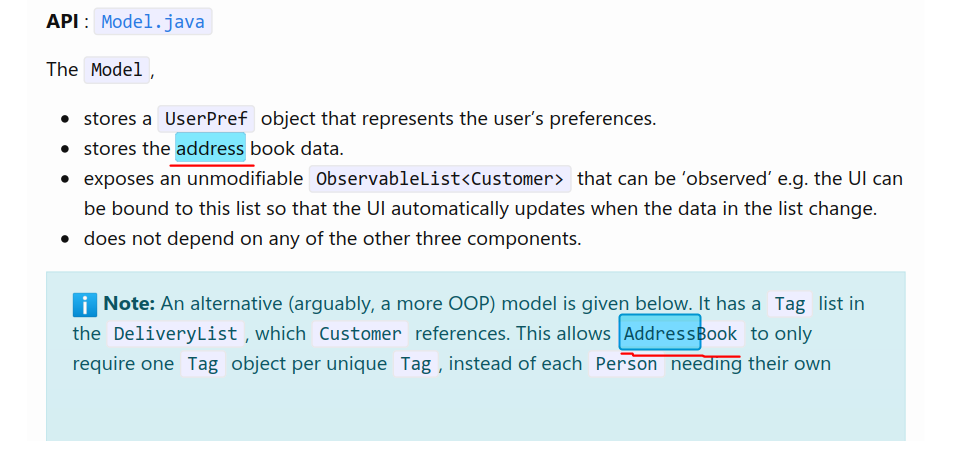 API : Model.java
The Model ,
stores a UserPref object that represents the user’s preferences.
stores the address book data.
exposes an unmodifiable ObservableList<Customer> that can be ‘observed’ e.g. the UI can
be bound to this list so that the UI automatically updates when the data in the list change.
does not depend on any of the other three components.
Note: An alternative (arguably, a more OOP) model is given below. It has a Tag list in
the DeliveryList , which Customer references. This allows AddressBook to only
require one Tag object per unique Tag , instead of each Person needing their own